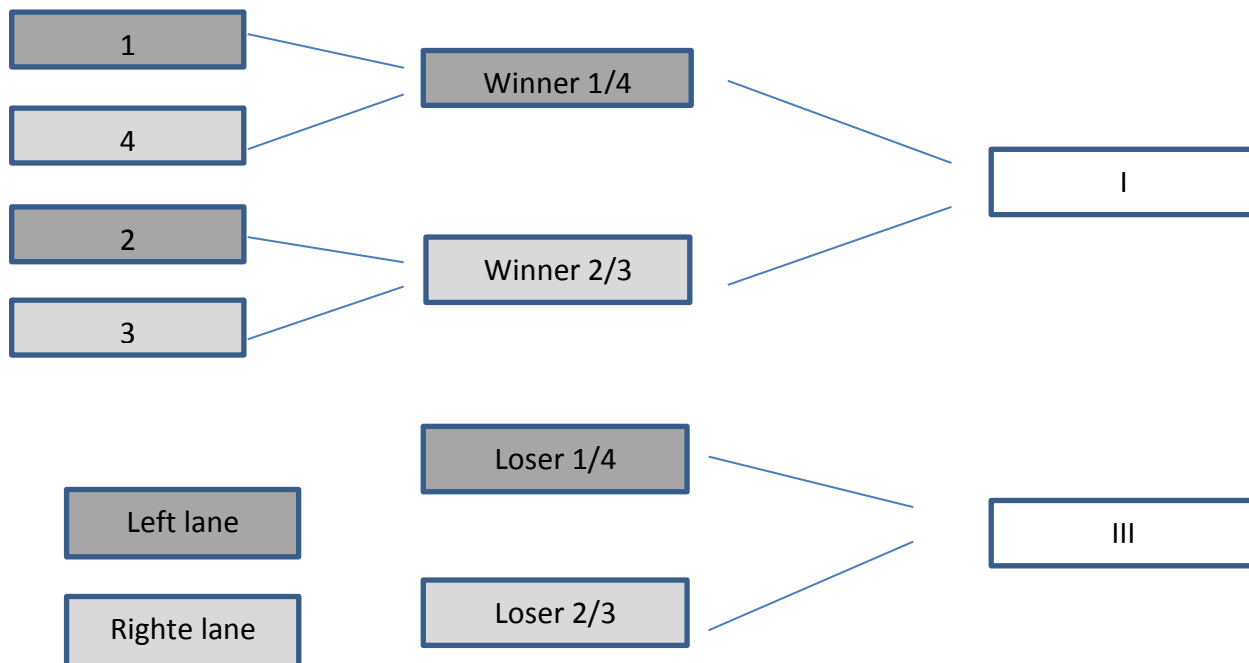 1
Winner 1/4
4
I
2
Winner 2/3
3
Loser 1/4
Left lane
III
Loser 2/3
Righte lane